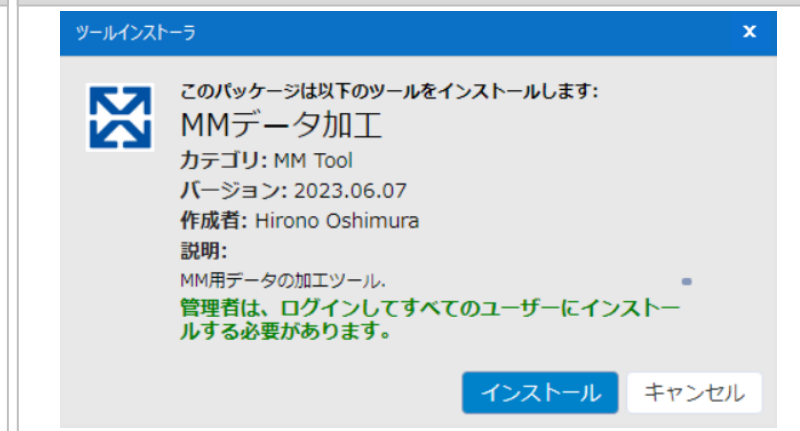 ツールインストーラ
x
このパッケージは以下のツールをインストールします:
MMデータ加工
カテゴリ: MM Tool
バージョン: 2023.06.07
作成者: Hirono Oshimura
説明:
MM用データの加工ツール.
管理者は、ログインしてすべてのユーザーにインストー
ルする必要があります。
インストール
キャンセル